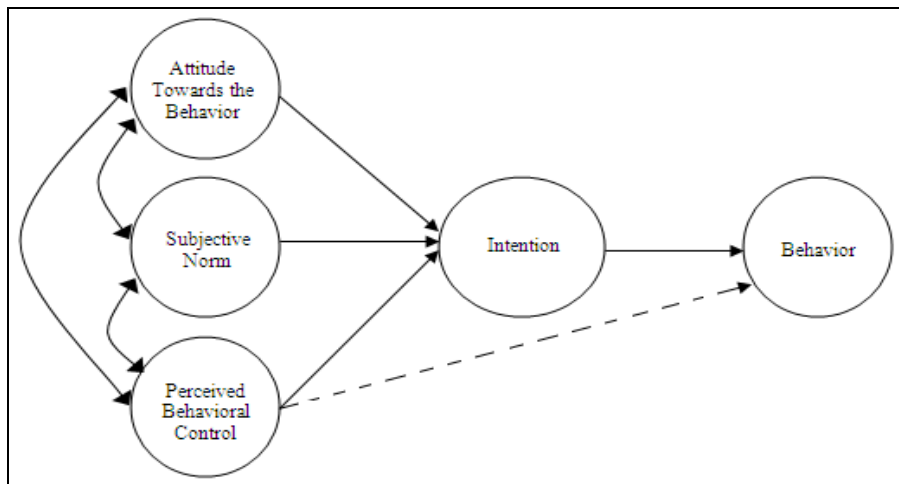 Attitude
Towards the
Behavior
Subjective
Norm
Perceived
Behavioral
Control
Intention
Behavior